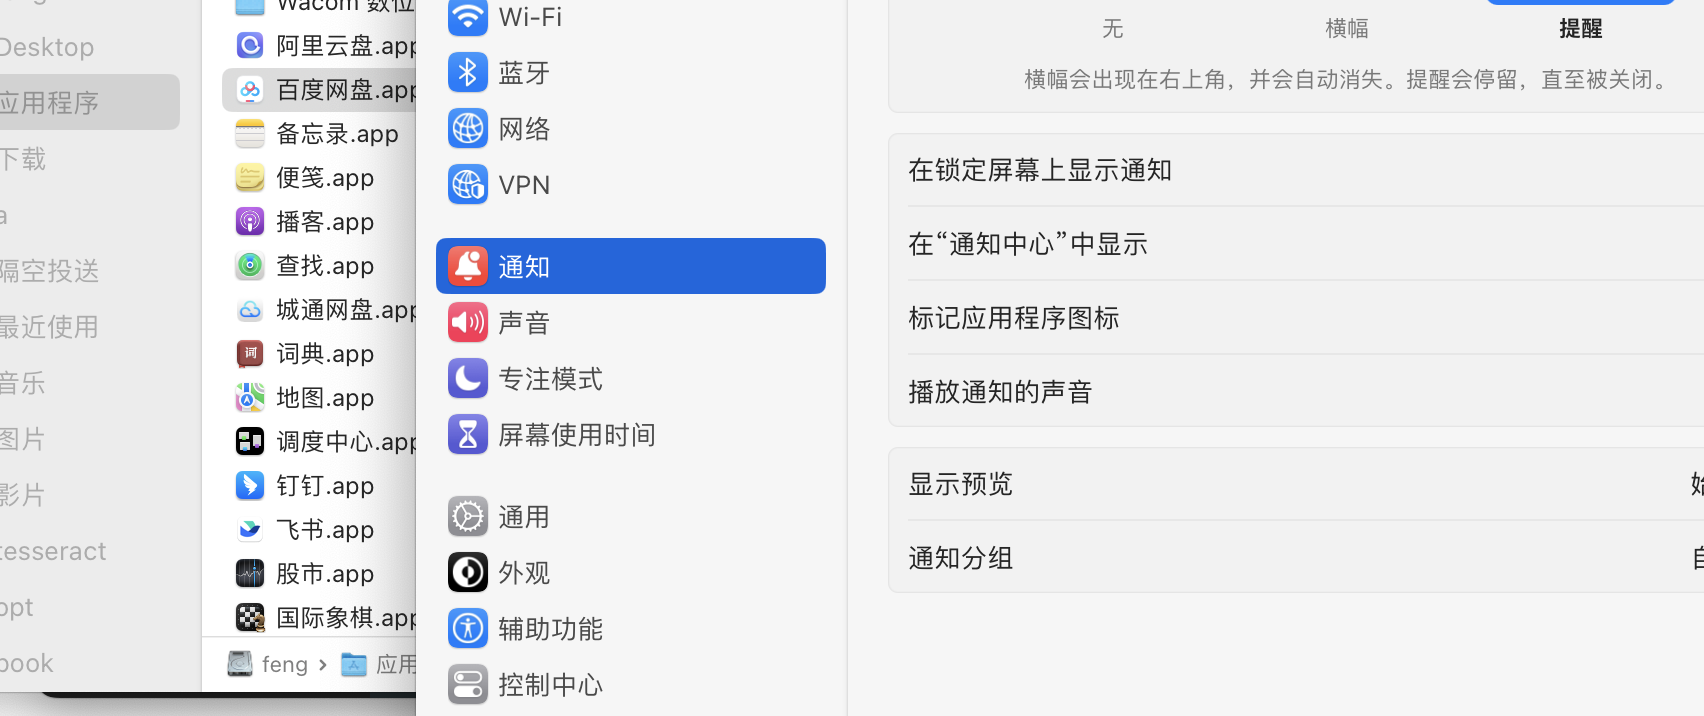 Desktop
应用程序
下载
a
隔空投送
最近使用
音乐
图片
影片
tesseract
opt
book
Wacom 数位
阿里云盘.app
百度网盘.app
备忘录.app
便笺.app
播客.app
查找.app
城通网盘.app
词典.app
地图.app
调度中心.app
钉钉.app
飞书.app
股市.app
国际象棋.app
feng › 应用
Wi-Fi
蓝牙
网络
VPN
通知
声音
专注模式
屏幕使用时间
通用
外观
辅助功能
控制中心
无 横幅 提醒
横幅会出现在右上角，并会自动消失。提醒会停留，直至被关闭。
在锁定屏幕上显示通知
在“通知中心”中显示
标记应用程序图标
播放通知的声音
显示预览
通知分组 自